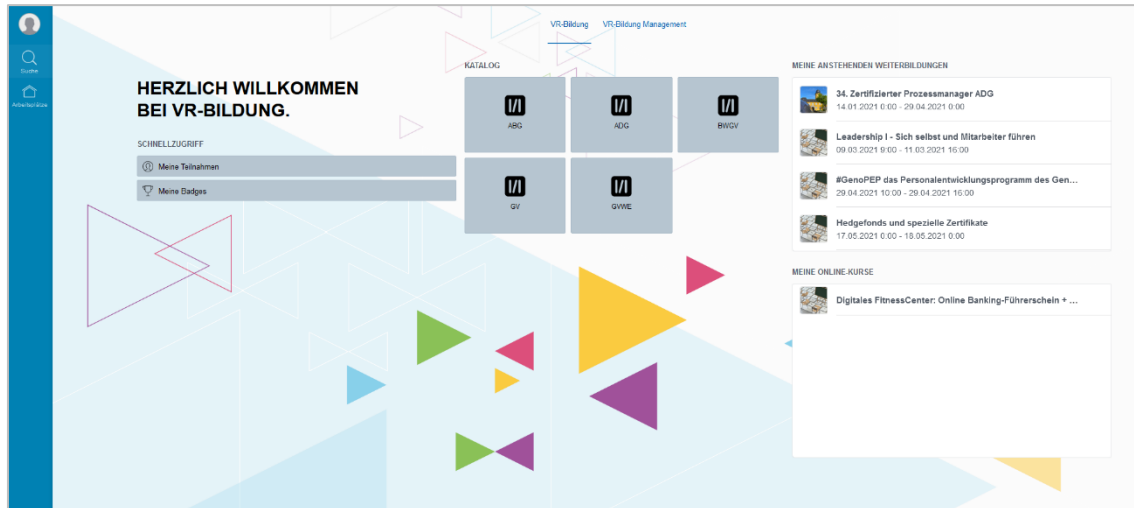 VR-Bildung
VR-Bildung Management
Suche
Arbeitsplätze
HERZLICH WILLKOMMEN
BEI VR-BILDUNG.
SCHNELLZUGRIFF
Meine Teilnahmen
Meine Badges
KATALOG
ABG
ADG
BWGV
GV
GVWE
MEINE ANSTEHENDEN WEITERBILDUNGEN
34. Zertifizierter Prozessmanager ADG
14.01.2021 0:00 - 29.04.2021 0:00
Leadership I - Sich selbst und Mitarbeiter führen
09.03.2021 9:00 - 11.03.2021 16:00
#GenoPEP das Personalentwicklungsprogramm des Gen...
29.04.2021 10:00 - 29.04.2021 16:00
Hedgefonds und spezielle Zertifikate
17.05.2021 0:00 - 18.05.2021 0:00
MEINE ONLINE-KURSE
Digitales FitnessCenter: Online Banking-Führerschein + ...